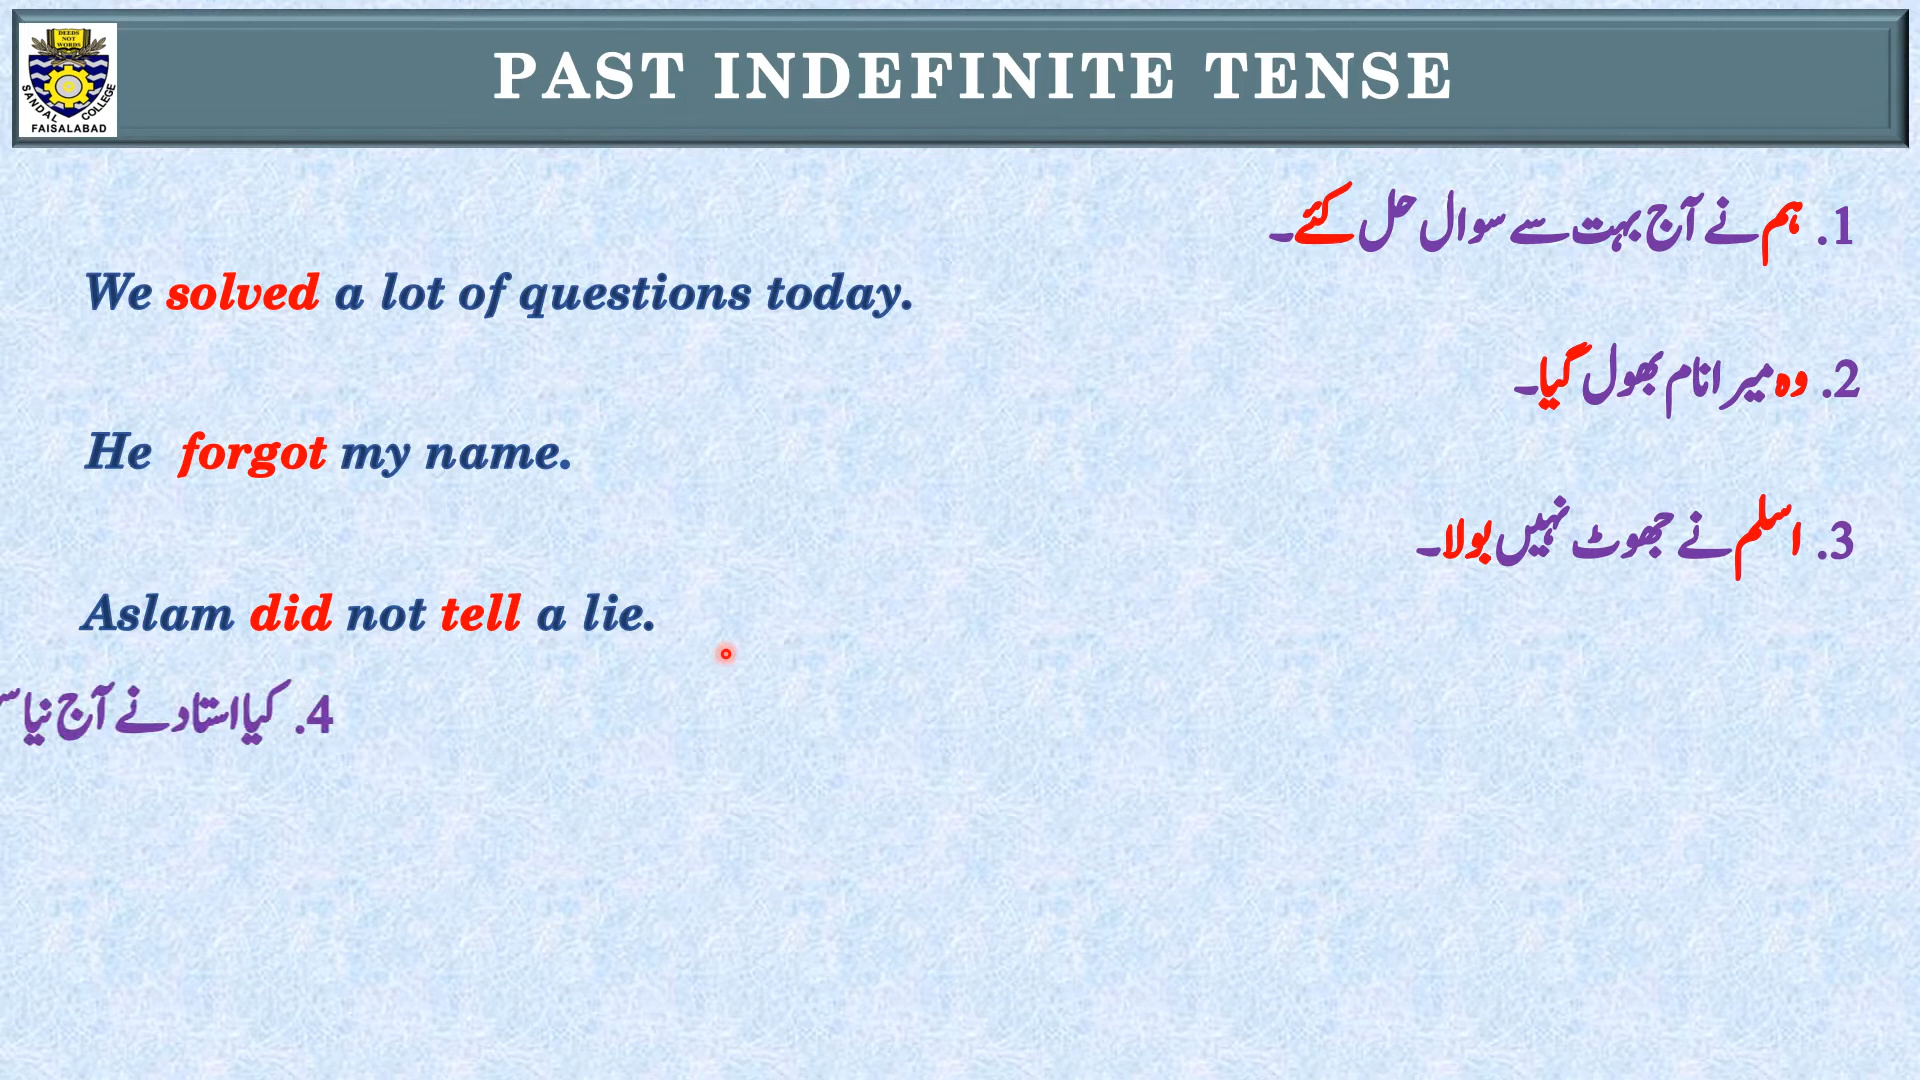 DEEDS
NOT
WORDS
SANDAL COLLEGE
FAISALABAD
PAST INDEFINITE TENSE
1. ہم نے آج بہت سے سوال حل کئے۔
We solved a lot of questions today.
2. وہ میرا نام بھول گیا۔
He forgot my name.
3. اسلم نے جھوٹ نہیں بولا۔
Aslam did not tell a lie.
4. کیا استاد نے آج نیا